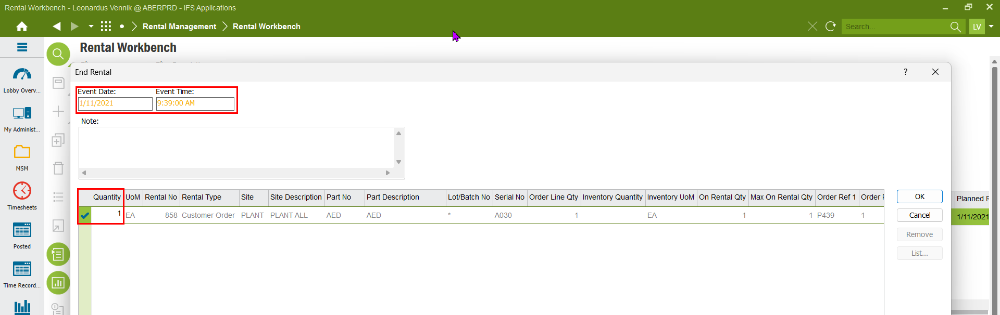 Rental Workbench - Leonardus Vennik @ ABERPRD - IFS Applications
Rental Management Rental Workbench Search... LV
Rental Workbench
End Rental ?
Event Date: Event Time:
1/11/2021 9:39:00 AM
Note:
Lobby Overv...
My Administ...
MSM
Timesheets
Posted
Time Record...
Quantity UoM Rental No Rental Type Site Site Description Part No Part Description Lot/Batch No Serial No Order Line Qty Inventory Quantity Inventory UoM On Rental Qty Max On Rental Qty Order Ref 1 Order
1 EA 858 Customer Order PLANT PLANT ALL AED AED * A030 1 EA 1 1 P439 1
OK
Cancel
Remove
List...
Planned
1/11/2021